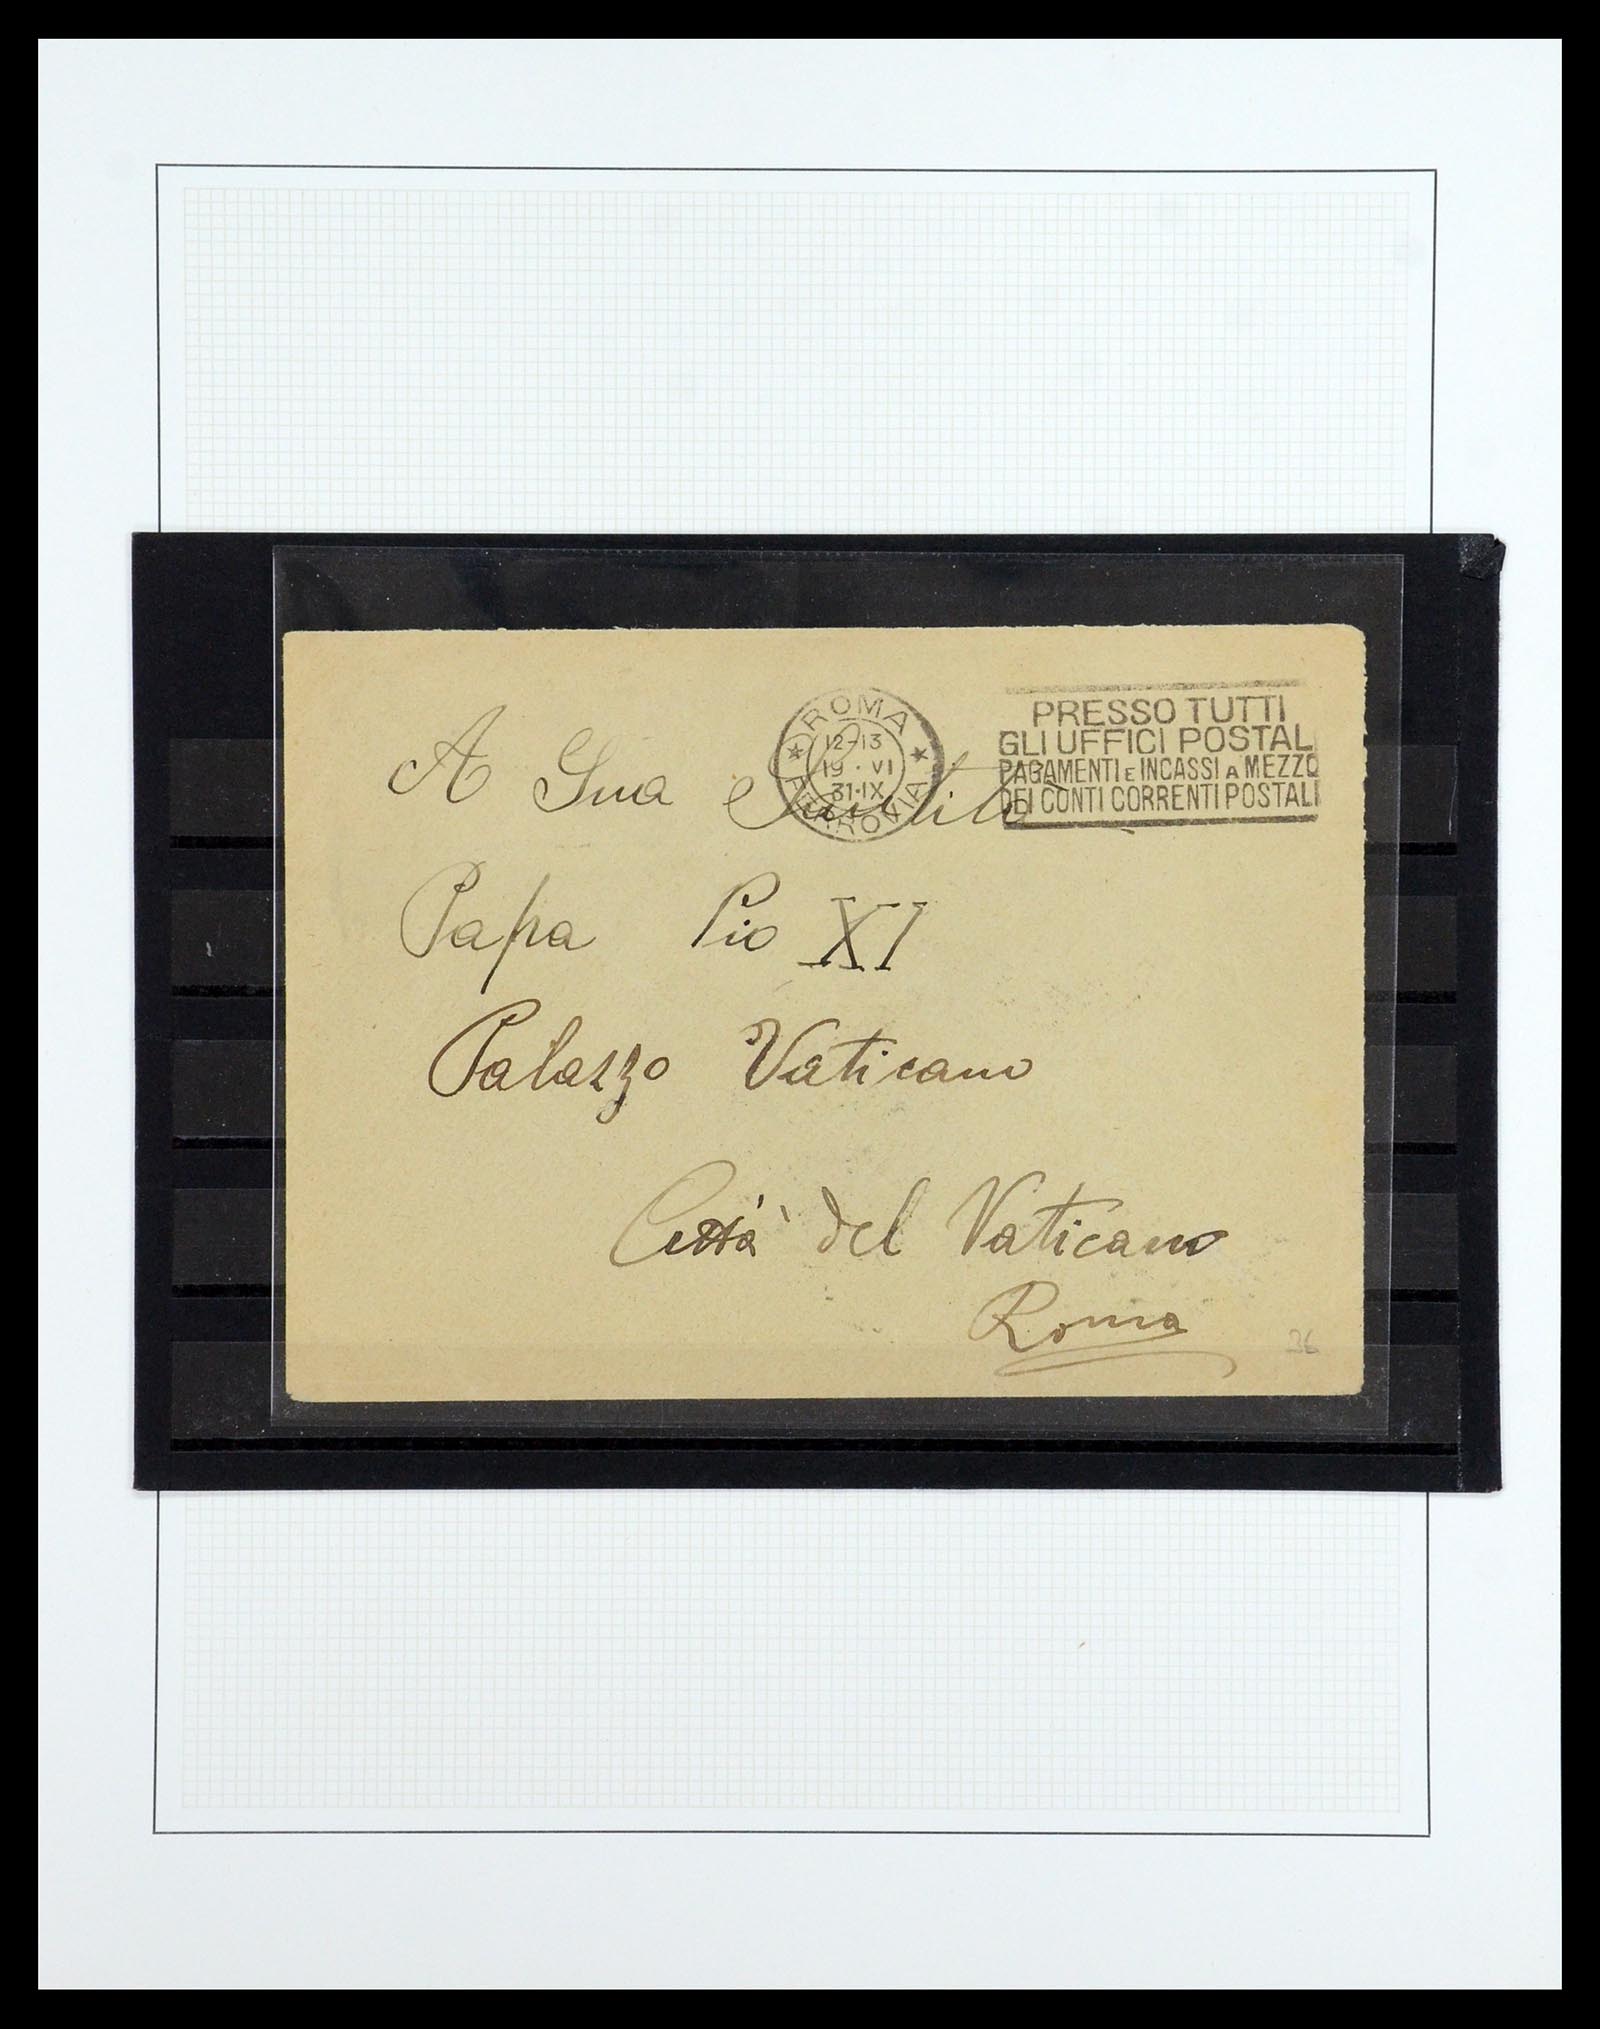 ROMA
12-13
19 · VI
31·IX
FERROVIA
PRESSO TUTTI
GLI UFFICI POSTALI
PAGAMENTI E INCASSI A MEZZO
DEI CONTI CORRENTI POSTALI
A Sua Santità
Papa Pio XI
Palazzo Vaticano
Città del Vaticano
Roma
36